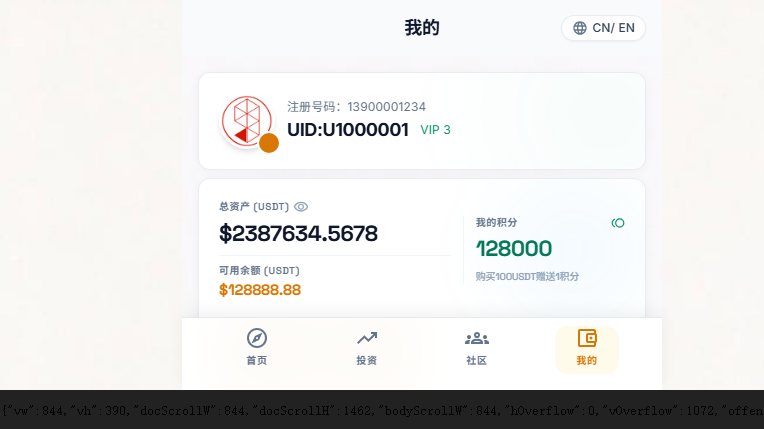 我的
CN/ EN
注册号码：13900001234
UID:U1000001 VIP 3
总资产 (USDT)
$2387634.5678
可用余额 (USDT)
$128888.88
我的积分
128000
购买100USDT赠送1积分
首页 投资 社区 我的
{"vw":844,"vh":390,"docScrollW":844,"docScrollH":1462,"bodyScrollW":844,"hOverflow":0,"vOverflow":1072,"offen